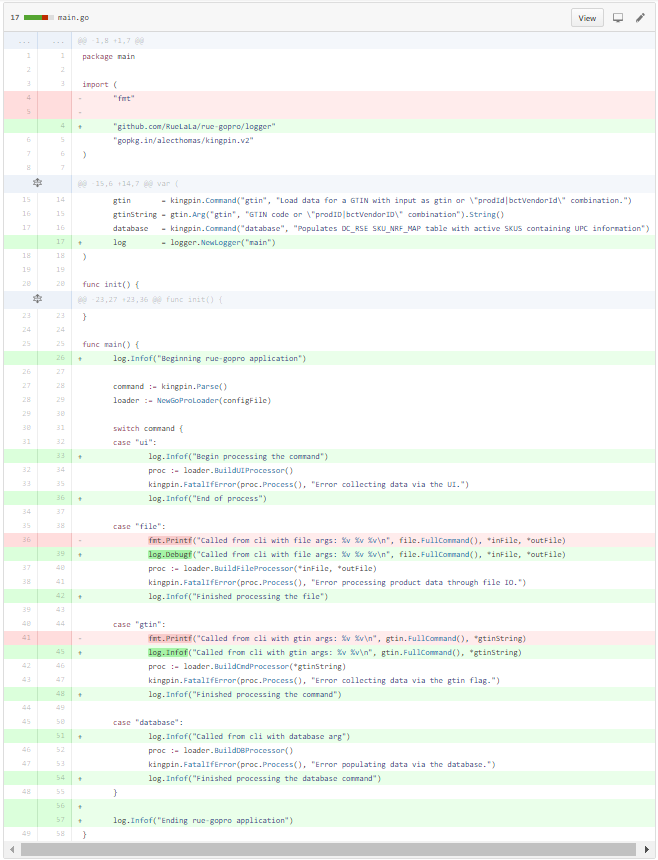 17 main.go View
... ... @@ -1,8 +1,7 @@
1 1 package main
2 2
3 3 import (
4 - "fmt"
5 -
4 + "github.com/RueLaLa/rue-gopro/logger"
6 5 "gopkg.in/alecthomas/kingpin.v2"
7 6 )
8 7
@@ -15,6 +14,7 @@ var (
15 14 gtin = kingpin.Command("gtin", "Load data for a GTIN with input as gtin or \"prodId|bctVendorId\" combination.")
16 15 gtinString = gtin.Arg("gtin", "GTIN code or \"prodID|bctVendorID\" combination").String()
17 16 database = kingpin.Command("database", "Populates DC_RSE SKU_NRF_MAP table with active SKUS containing UPC information")
17 + log = logger.NewLogger("main")
18 18 )
19 19
20 20 func init() {
@@ -23,27 +23,36 @@ func init() {
23 23 }
24 24
25 25 func main() {
26 + log.Infof("Beginning rue-gopro application")
26 27
27 28 command := kingpin.Parse()
28 29 loader := NewGoProLoader(configFile)
29 30
30 31 switch command {
31 32 case "ui":
33 + log.Infof("Begin processing the command")
32 34 proc := loader.BuildUIProcessor()
33 35 kingpin.FatalIfError(proc.Process(), "Error collecting data via the UI.")
36 + log.Infof("End of process")
34 37
35 38 case "file":
36 - fmt.Printf("Called from cli with file args: %v %v %v\n", file.FullCommand(), *inFile, *outFile)
39 + log.Debugf("Called from cli with file args: %v %v %v\n", file.FullCommand(), *inFile, *outFile)
37 40 proc := loader.BuildFileProcessor(*inFile, *outFile)
38 41 kingpin.FatalIfError(proc.Process(), "Error processing product data through file IO.")
42 + log.Infof("Finished processing the file")
39 43
40 44 case "gtin":
41 - fmt.Printf("Called from cli with gtin args: %v %v\n", gtin.FullCommand(), *gtinString)
45 + log.Infof("Called from cli with gtin args: %v %v\n", gtin.FullCommand(), *gtinString)
42 46 proc := loader.BuildCmdProcessor(*gtinString)
43 47 kingpin.FatalIfError(proc.Process(), "Error collecting data via the gtin flag.")
48 + log.Infof("Finished processing the command")
44 49
45 50 case "database":
51 + log.Infof("Called from cli with database arg")
46 52 proc := loader.BuildDBProcessor()
47 53 kingpin.FatalIfError(proc.Process(), "Error populating data via the database.")
54 + log.Infof("Finished processing the database command")
48 55 }
56 +
57 + log.Infof("Ending rue-gopro application")
49 58 }